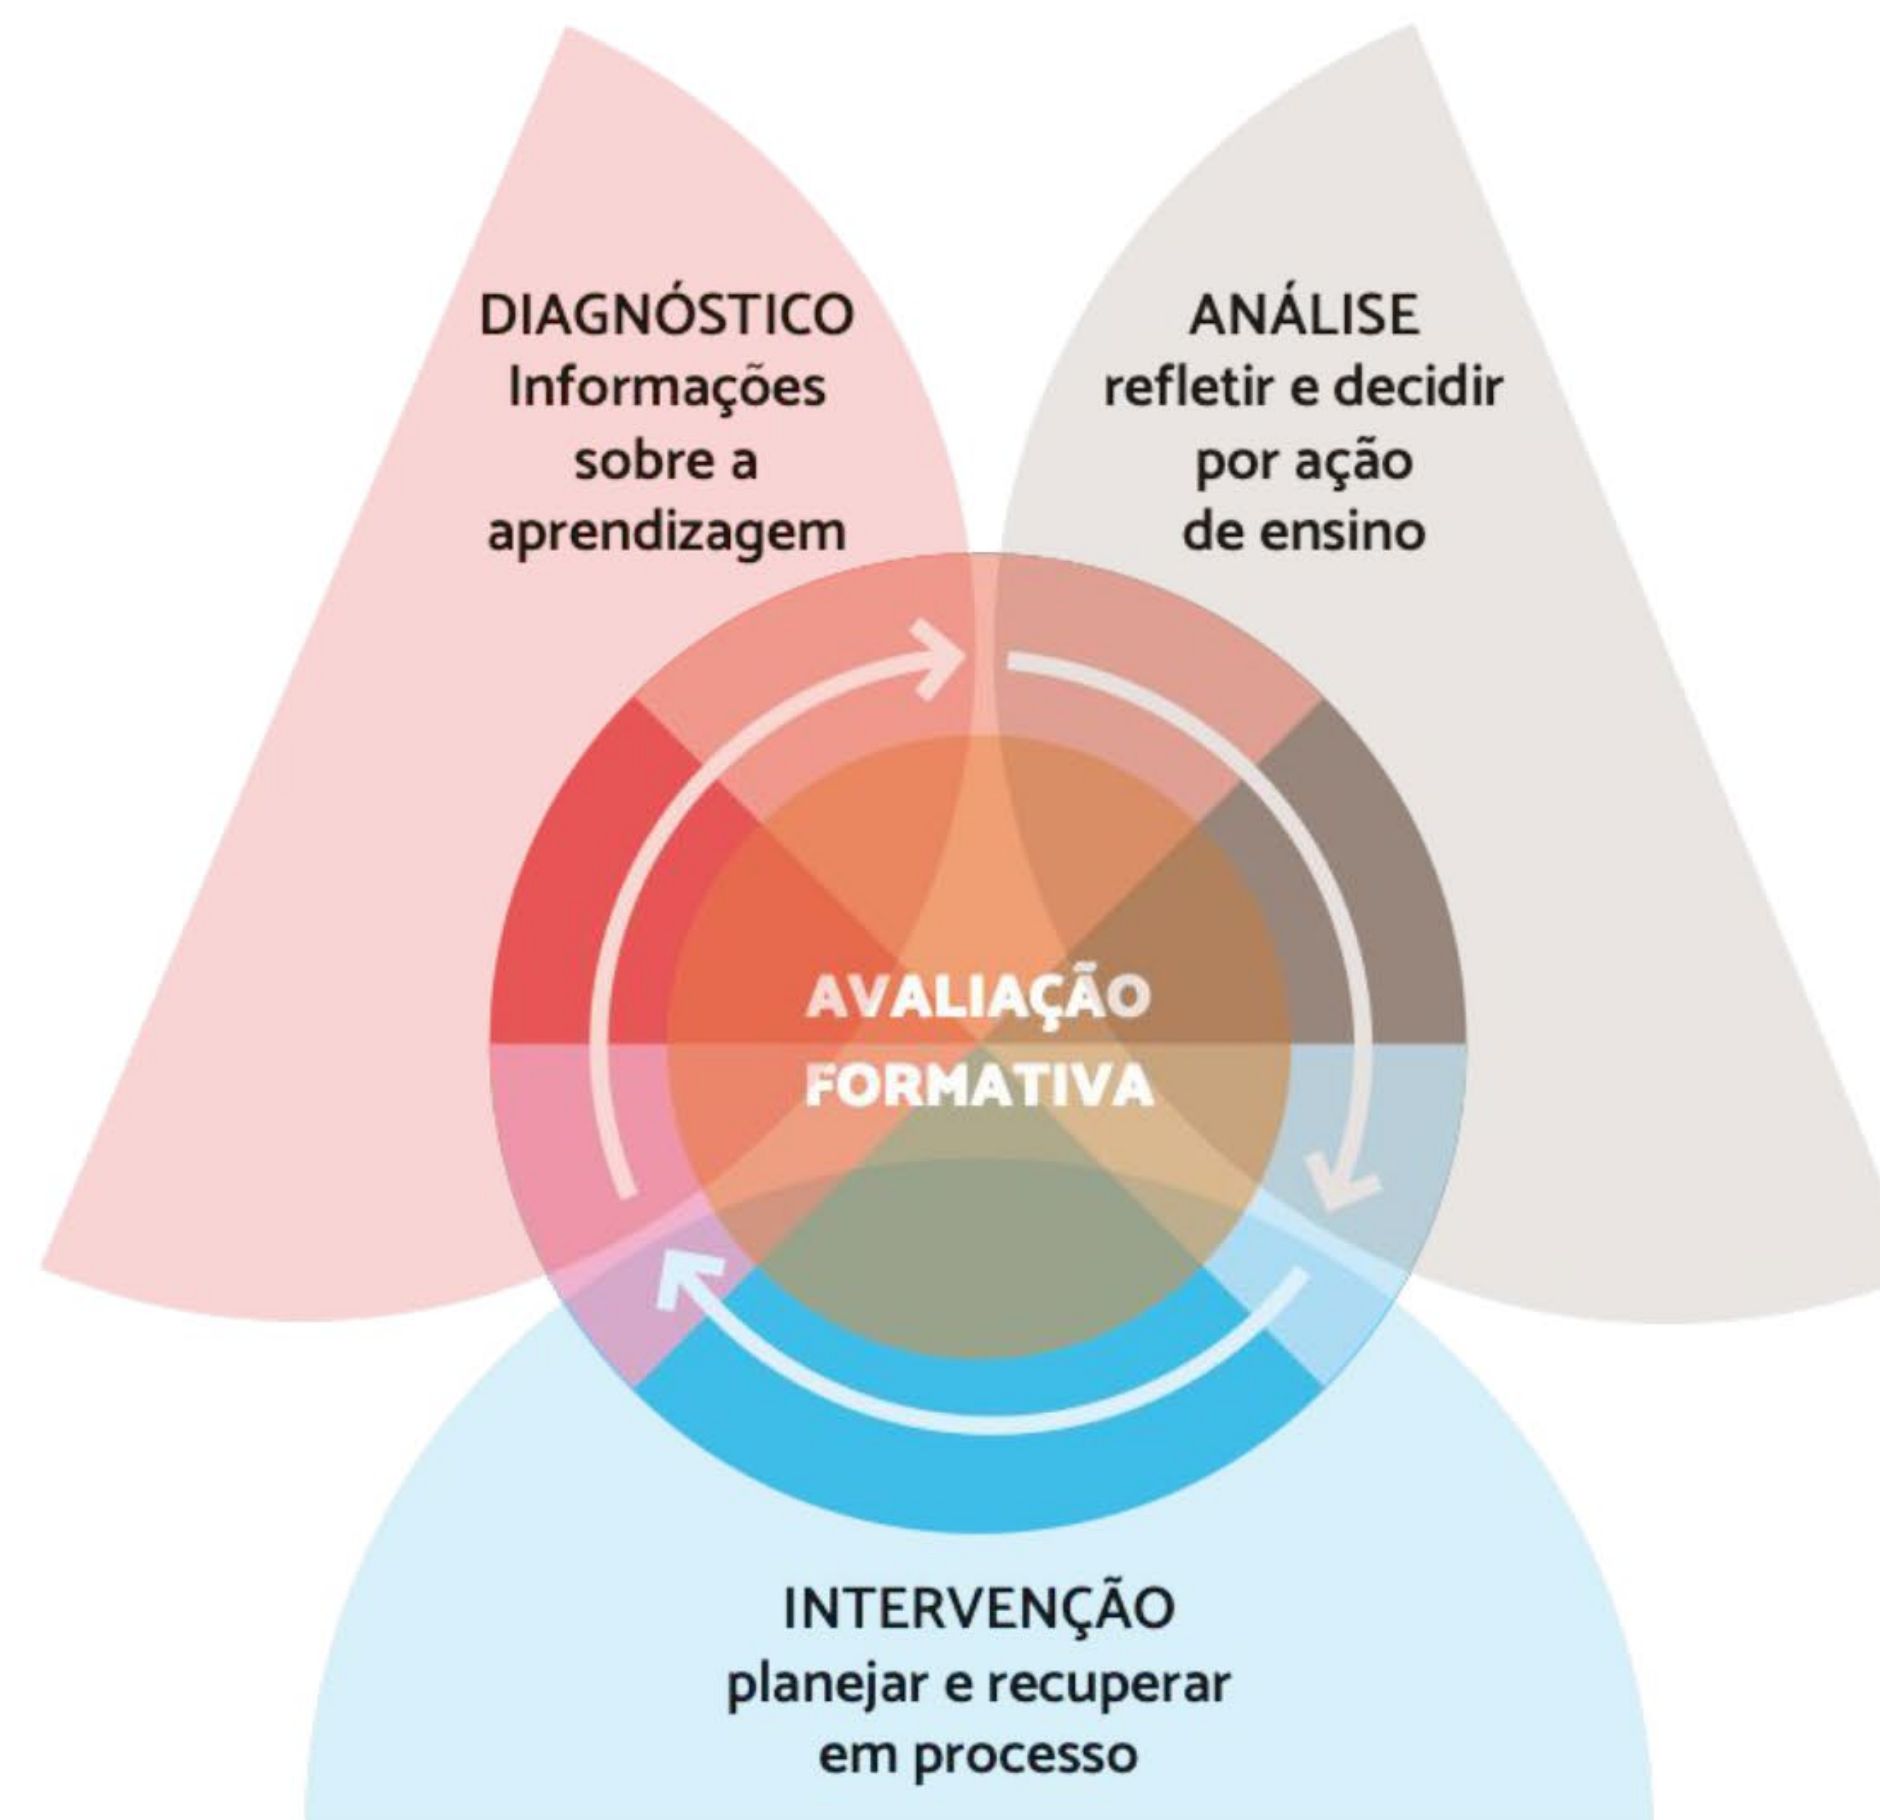 DIAGNÓSTICO
Informações
sobre a
aprendizagem
ANÁLISE
refletir e decidir
por ação
de ensino
AVALIAÇÃO
FORMATIVA
INTERVENÇÃO
planejar e recuperar
em processo